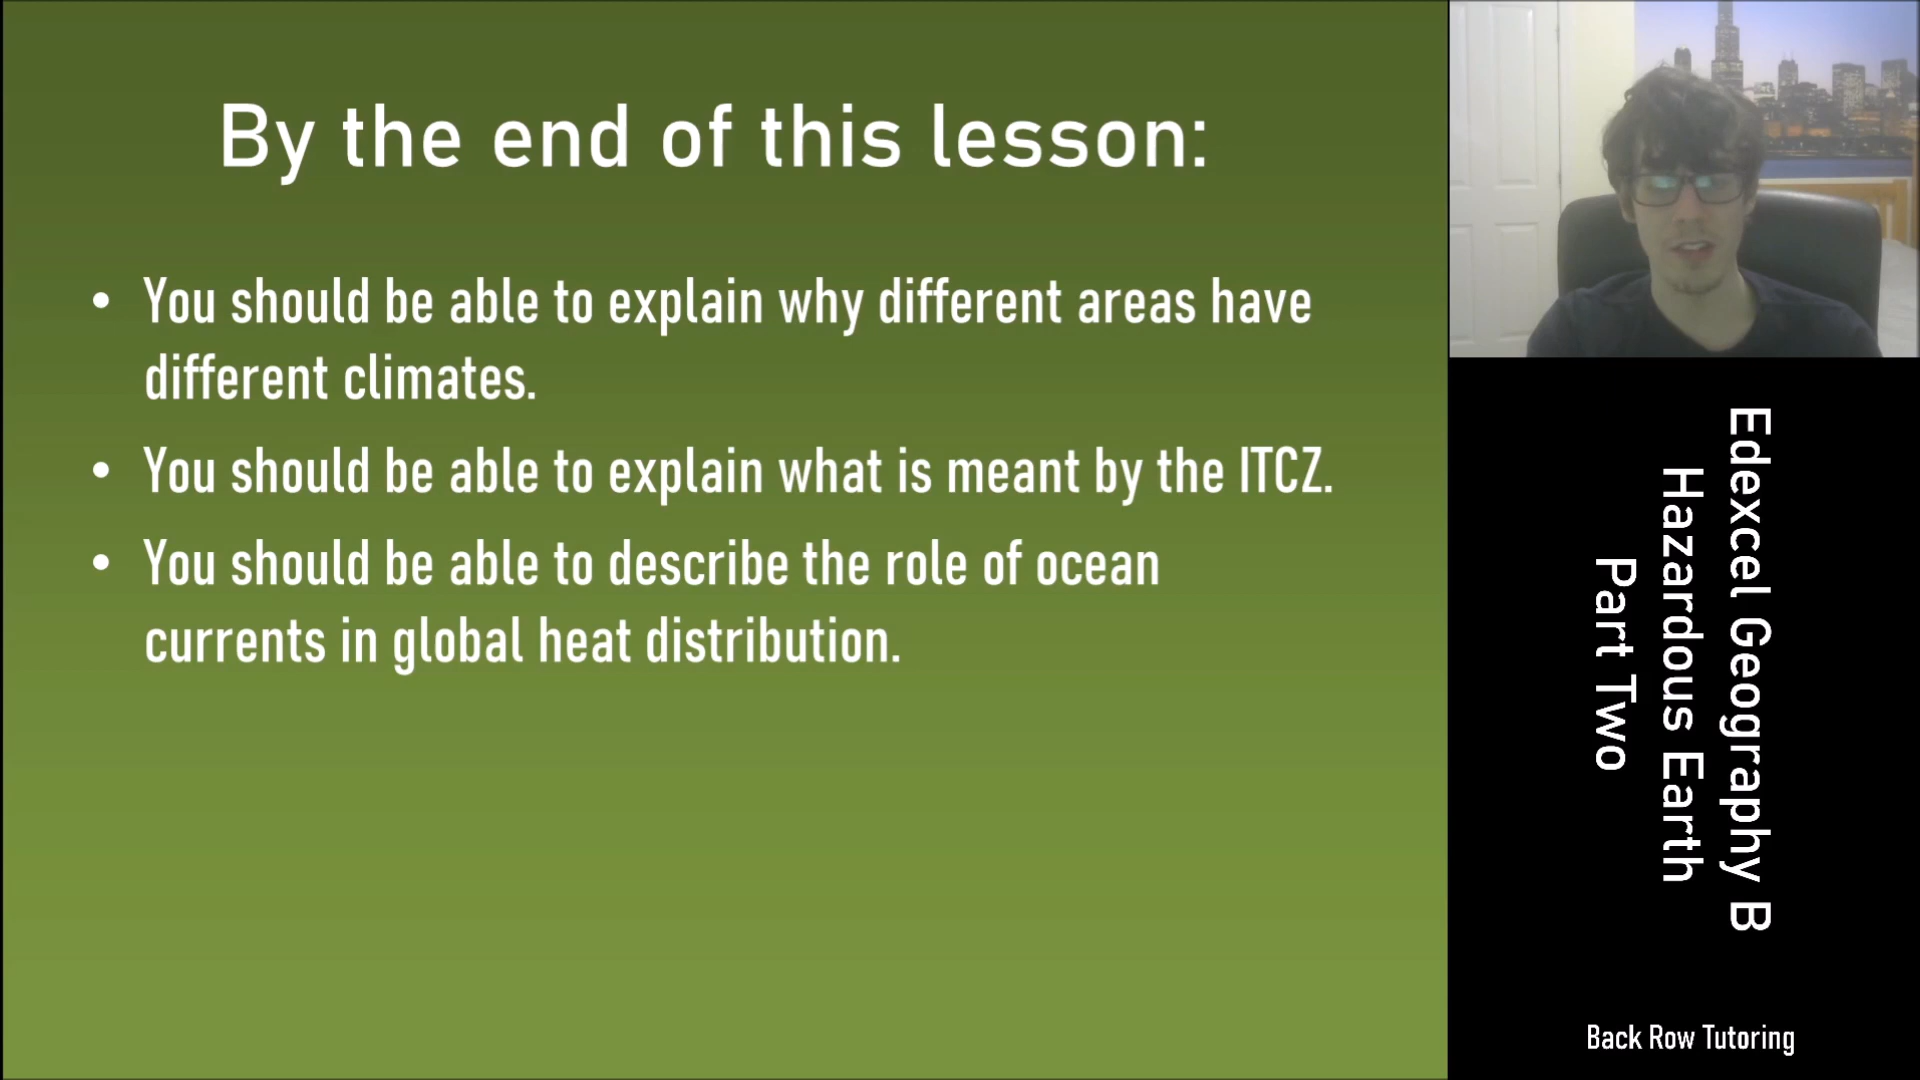 By the end of this lesson:
• You should be able to explain why different areas have
different climates.
• You should be able to explain what is meant by the ITCZ.
• You should be able to describe the role of ocean
currents in global heat distribution.
Edexcel Geography B
Hazardous Earth
Part Two
Back Row Tutoring